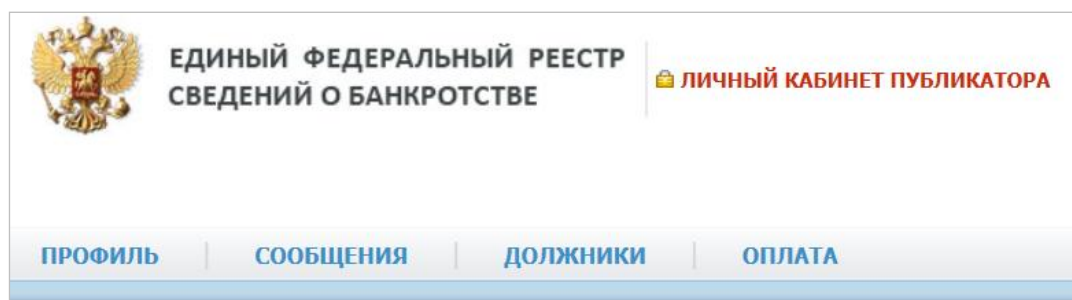 ЕДИНЫЙ ФЕДЕРАЛЬНЫЙ РЕЕСТР
СВЕДЕНИЙ О БАНКРОТСТВЕ
ЛИЧНЫЙ КАБИНЕТ ПУБЛИКАТОРА
ПРОФИЛЬ СООБЩЕНИЯ ДОЛЖНИКИ ОПЛАТА